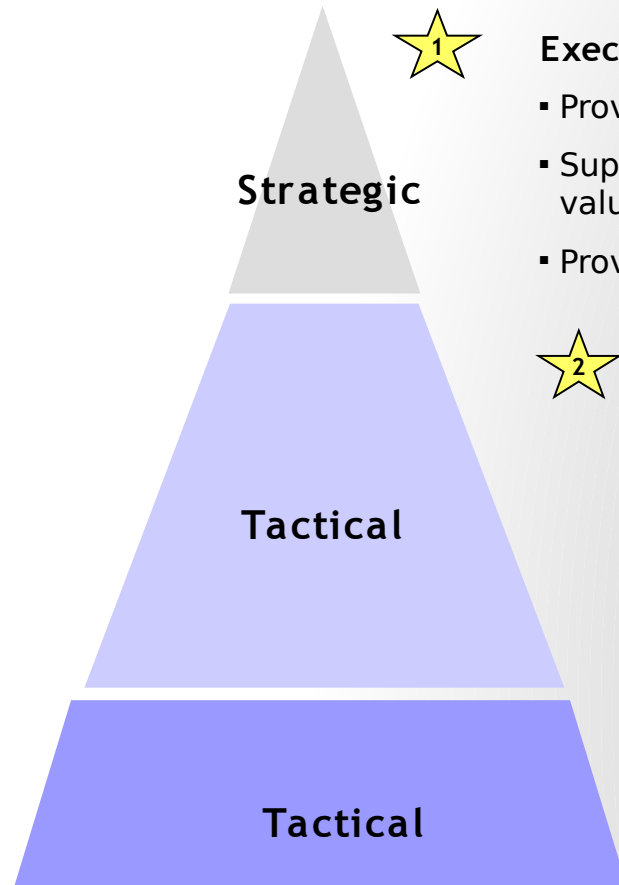 1
Exec
▪ Prov
▪ Sup
valu
▪ Prov
Strategic
2
Tactical
Tactical